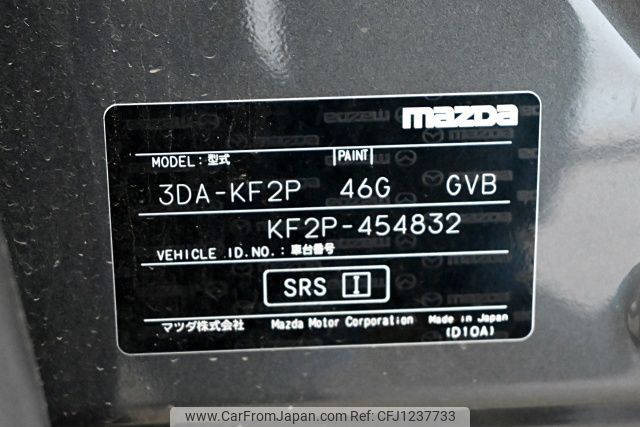 mazda
MODEL: 型式 PAINT
3DA-KF2P 46G GVB
KF2P-454832
VEHICLE ID.NO.: 車台番号
SRS I
マツダ株式会社 Mazda Motor Corporation Made in Japan
(D10A)
www.CarFromJapan.com Ref:CFJ1237733